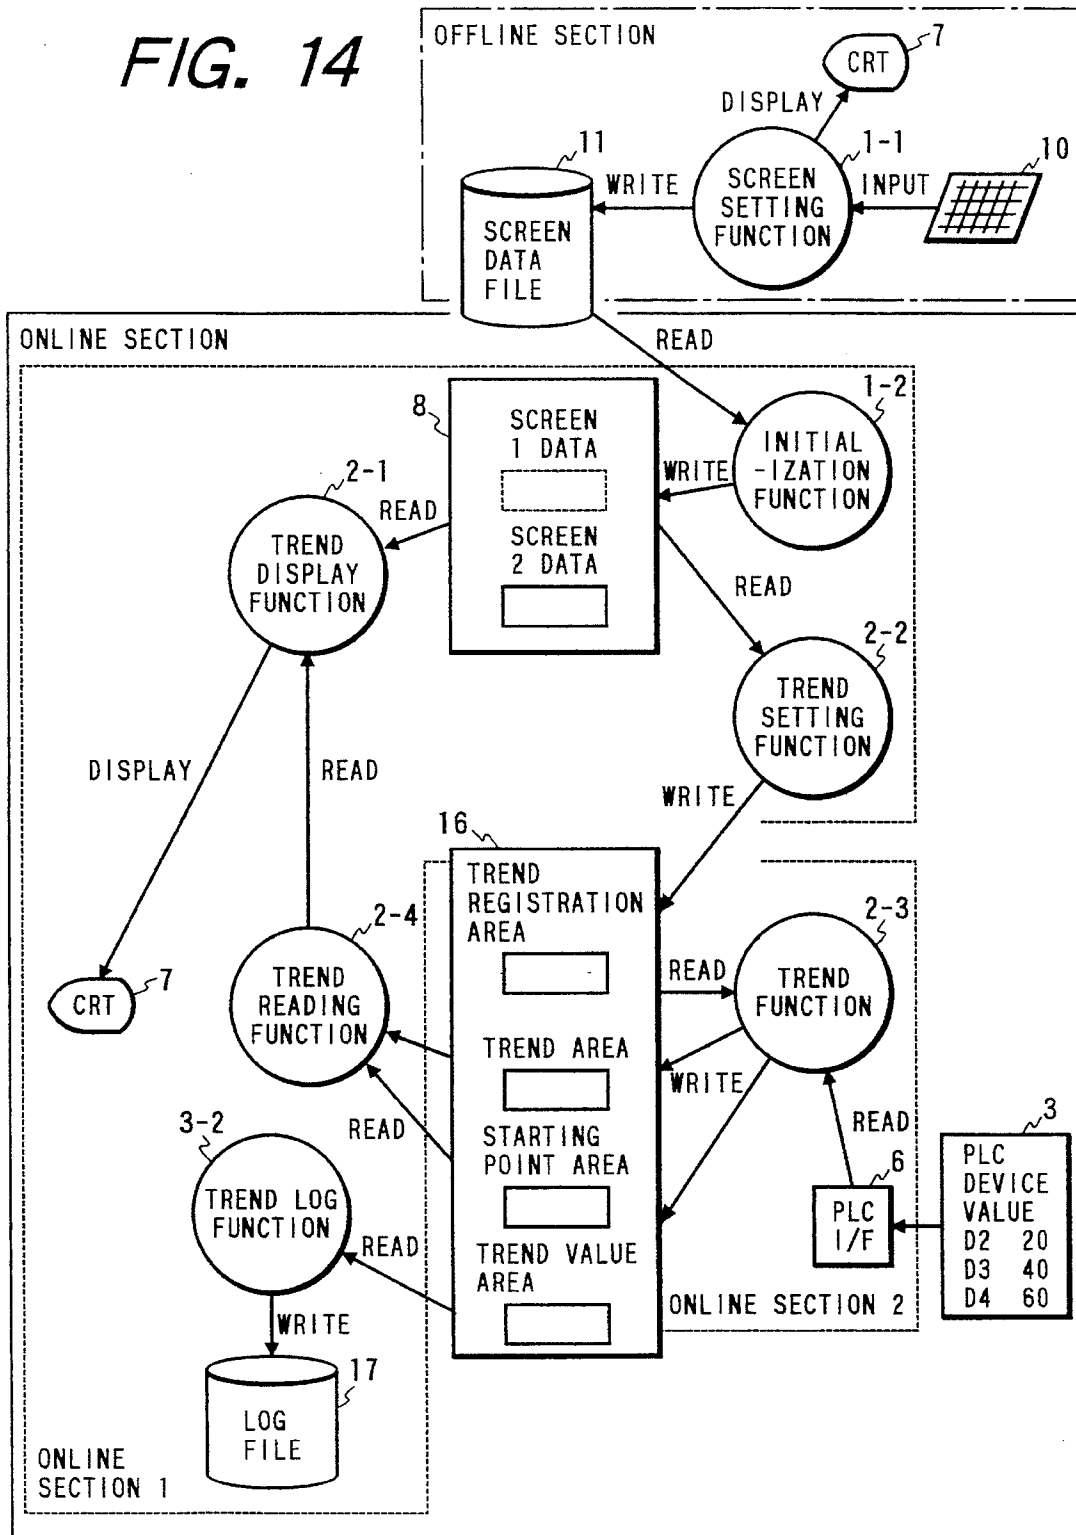 FIG. 14
OFFLINE SECTION
7
CRT
DISPLAY
1-1
SCREEN
SETTING
FUNCTION
INPUT
10
WRITE
11
SCREEN
DATA
FILE
ONLINE SECTION
READ
8
SCREEN
1 DATA
SCREEN
2 DATA
1-2
INITIAL
-IZATION
FUNCTION
WRITE
2-1
TREND
DISPLAY
FUNCTION
READ
READ
2-2
TREND
SETTING
FUNCTION
DISPLAY
READ
WRITE
16
TREND
REGISTRATION
AREA
TREND AREA
STARTING
POINT AREA
TREND VALUE
AREA
2-4
TREND
READING
FUNCTION
7
CRT
2-3
TREND
FUNCTION
READ
WRITE
READ
READ
3-2
TREND LOG
FUNCTION
READ
6
PLC
I/F
3
PLC
DEVICE
VALUE
D2 20
D3 40
D4 60
ONLINE SECTION 2
WRITE
17
LOG
FILE
ONLINE
SECTION 1